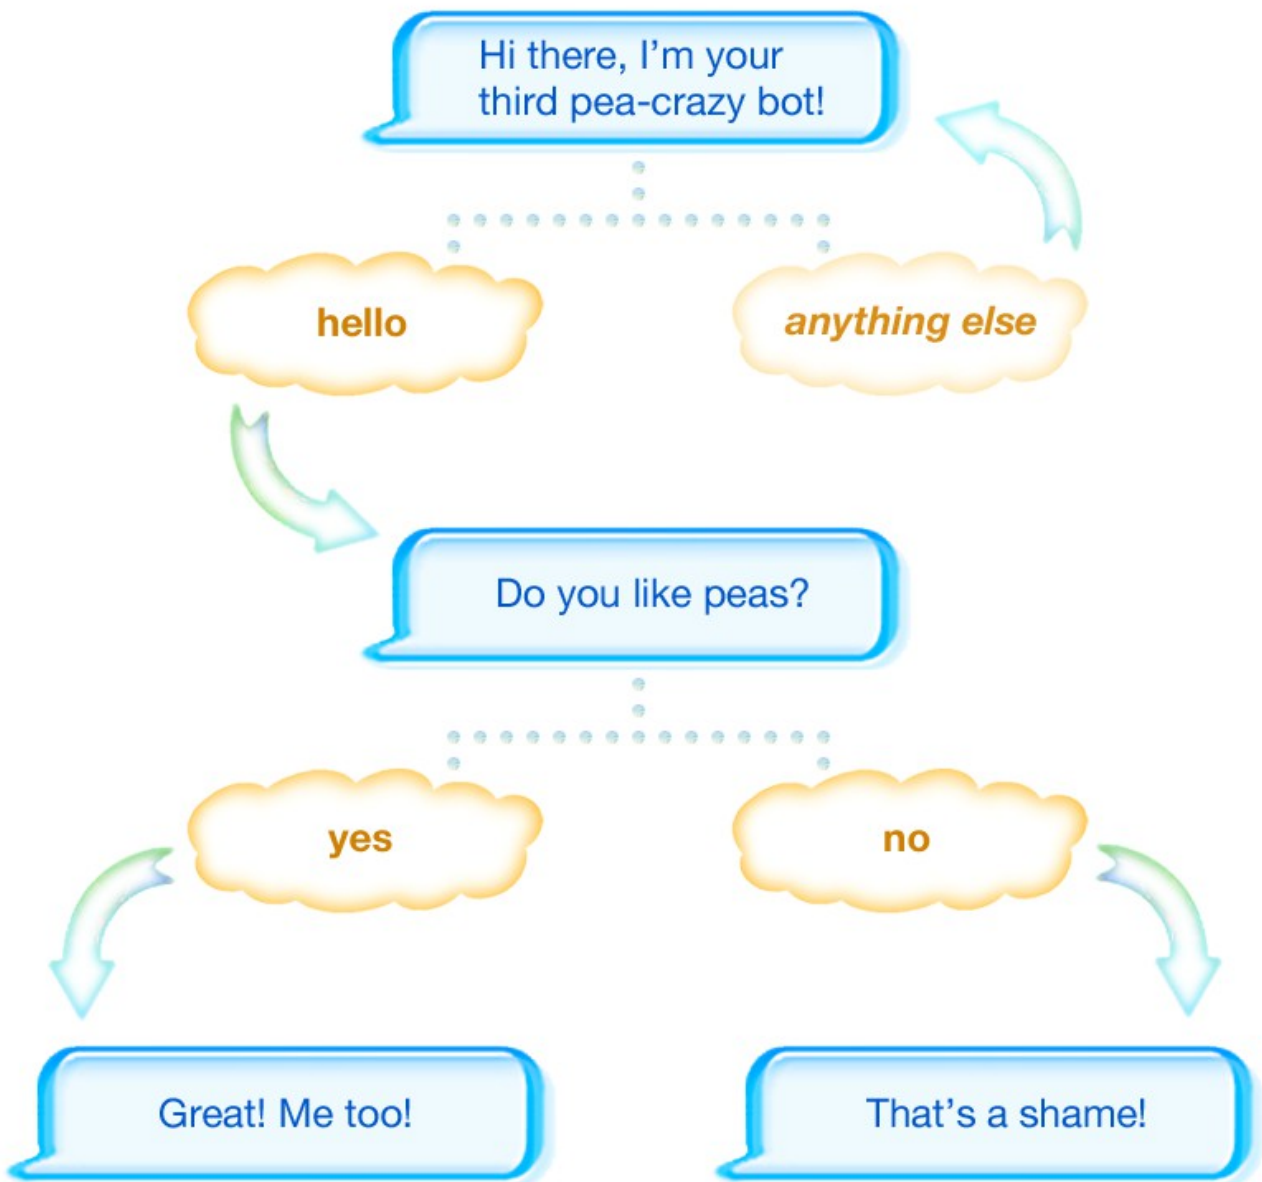 Hi there, I'm your
third pea-crazy bot!
hello
anything else
Do you like peas?
yes
no
Great! Me too!
That's a shame!